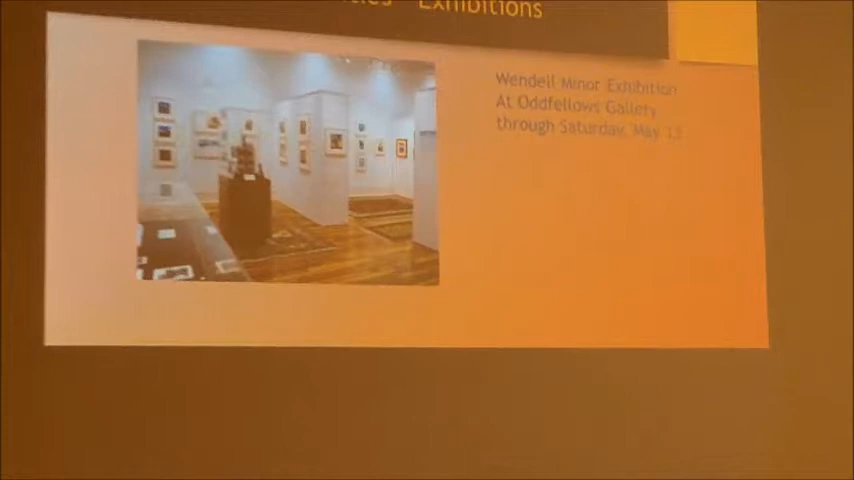 Exhibitions
Wendell Minor Exhibition
At Oddfellows Gallery
through Saturday, May 13